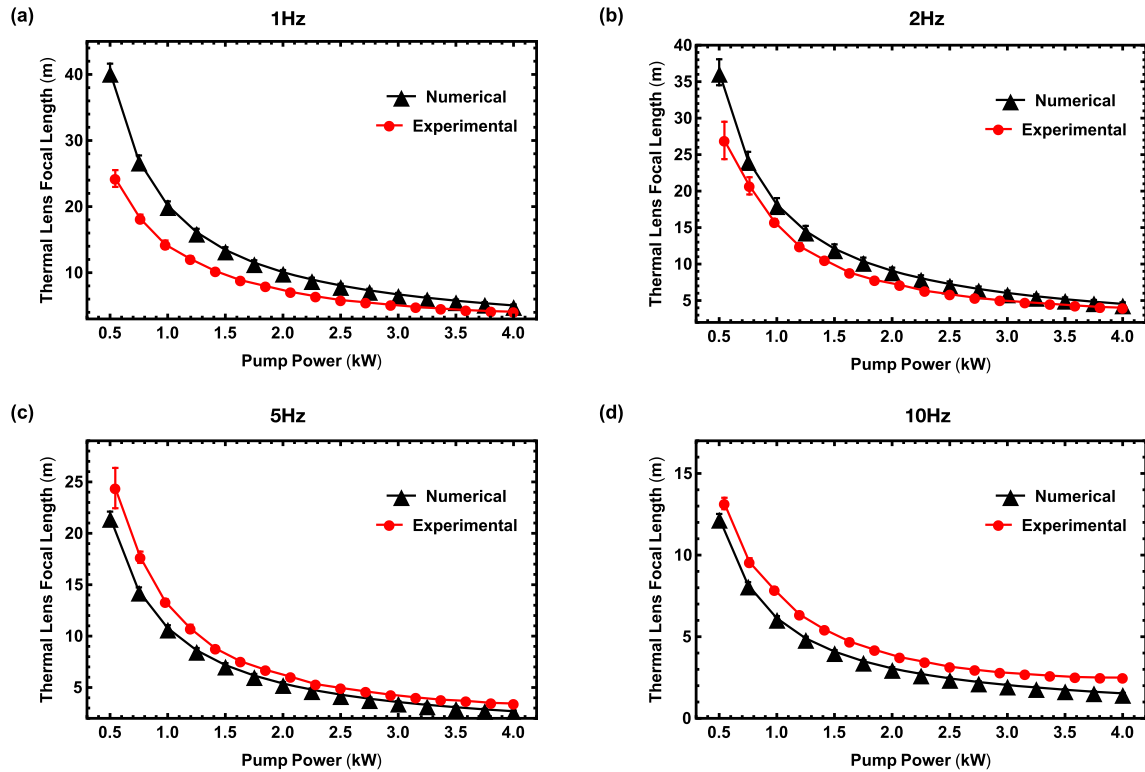 (a)
1Hz
Thermal Lens Focal Length (m)
40
30
20
10
Numerical
Experimental
0.5 1.0 1.5 2.0 2.5 3.0 3.5 4.0
Pump Power (kW)
(b)
2Hz
Thermal Lens Focal Length (m)
40
35
30
25
20
15
10
5
Numerical
Experimental
0.5 1.0 1.5 2.0 2.5 3.0 3.5 4.0
Pump Power (kW)
(c)
5Hz
Thermal Lens Focal Length (m)
25
20
15
10
5
Numerical
Experimental
0.5 1.0 1.5 2.0 2.5 3.0 3.5 4.0
Pump Power (kW)
(d)
10Hz
Thermal Lens Focal Length (m)
15
10
5
0
Numerical
Experimental
0.5 1.0 1.5 2.0 2.5 3.0 3.5 4.0
Pump Power (kW)